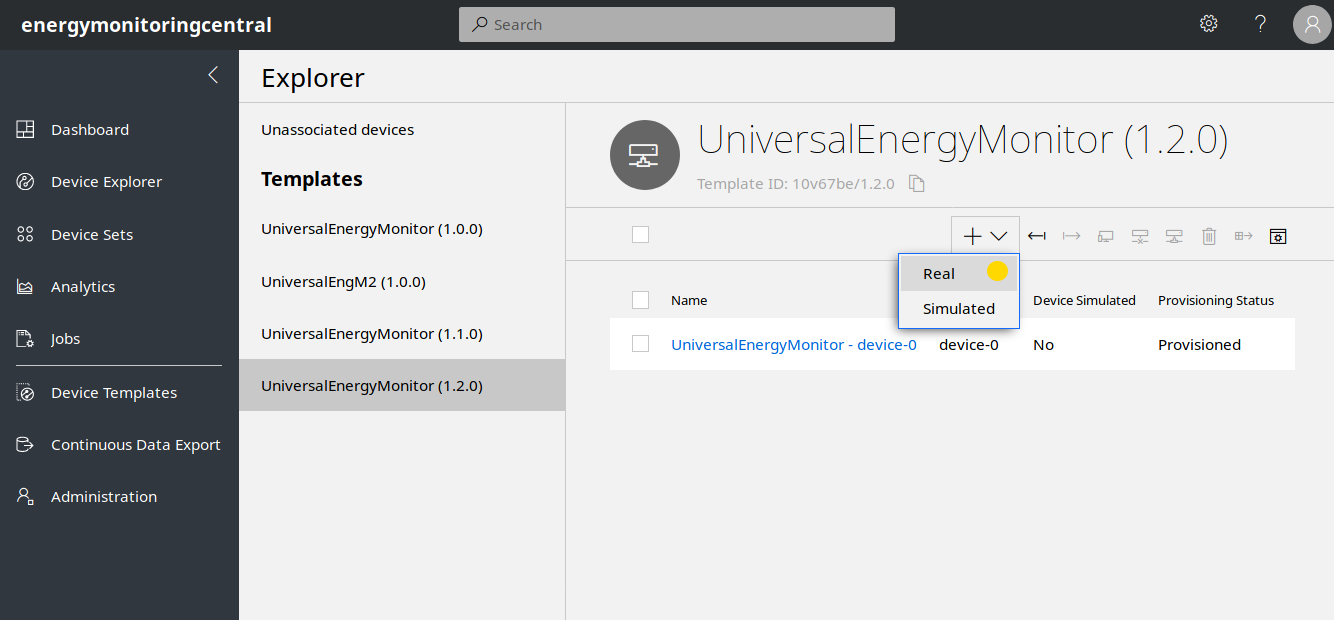 energymonitoringcentral
Search
Dashboard
Device Explorer
Device Sets
Analytics
Jobs
Device Templates
Continuous Data Export
Administration
Explorer
Unassociated devices
Templates
UniversalEnergyMonitor (1.0.0)
UniversalEngM2 (1.0.0)
UniversalEnergyMonitor (1.1.0)
UniversalEnergyMonitor (1.2.0)
UniversalEnergyMonitor (1.2.0)
Template ID: 10v67be/1.2.0
Real
Simulated
Name Device Simulated Provisioning Status
UniversalEnergyMonitor - device-0 device-0 No Provisioned